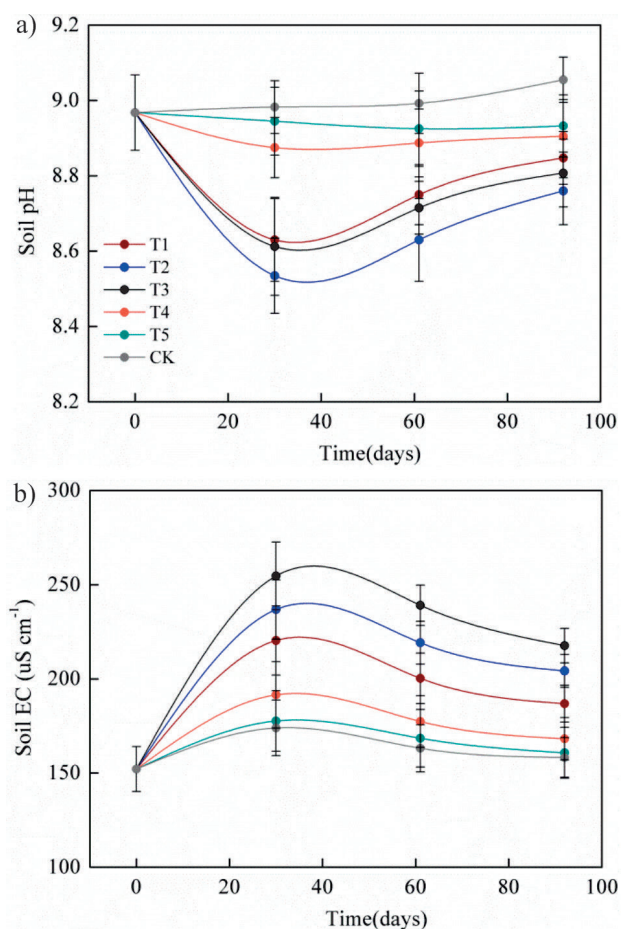 a)
9.2
9.0
8.8
8.6
8.4
8.2
Soil pH
T1
T2
T3
T4
T5
CK
0 20 40 60 80 100
Time(days)
b)
300
250
200
150
100
Soil EC (uS cm⁻¹)
0 20 40 60 80 100
Time(days)